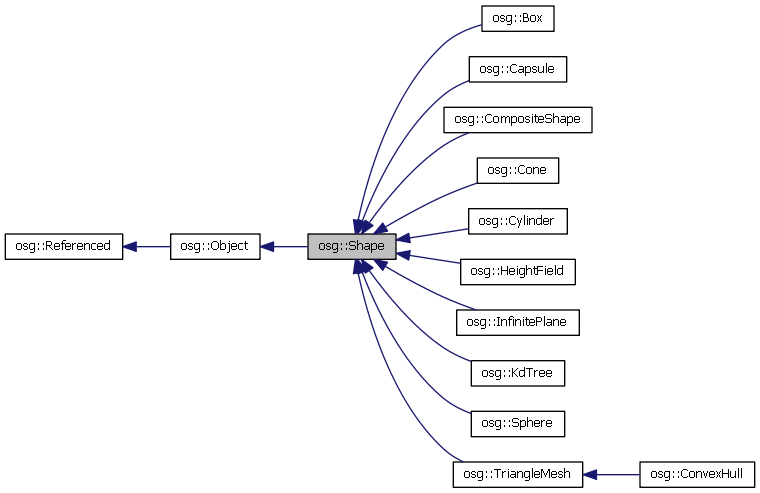 osg::Box
osg::Capsule
osg::CompositeShape
osg::Cone
osg::Cylinder
osg::Referenced
osg::Object
osg::Shape
osg::HeightField
osg::InfinitePlane
osg::KdTree
osg::Sphere
osg::TriangleMesh
osg::ConvexHull